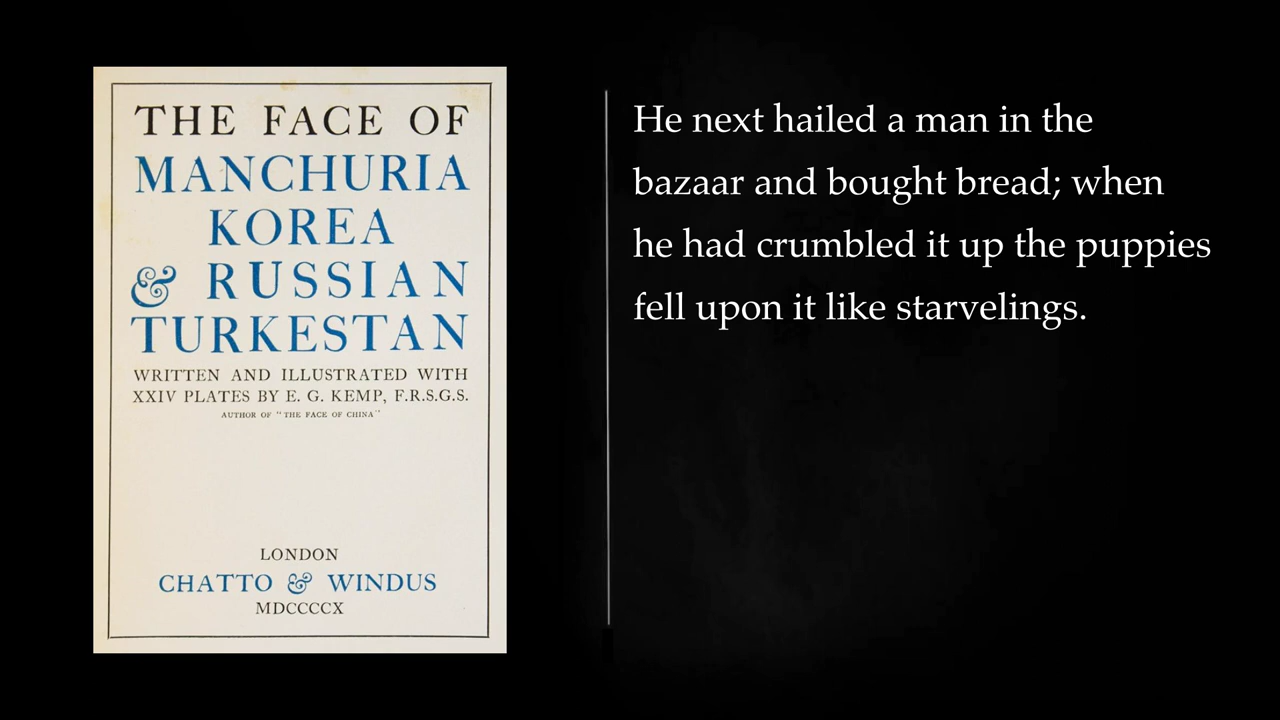 THE FACE OF
MANCHURIA
KOREA
& RUSSIAN
TURKESTAN
WRITTEN AND ILLUSTRATED WITH
XXIV PLATES BY E. G. KEMP, F.R.S.G.S.
AUTHOR OF "THE FACE OF CHINA"
LONDON
CHATTO & WINDUS
MDCCCCX
He next hailed a man in the
bazaar and bought bread; when
he had crumbled it up the puppies
fell upon it like starvelings.